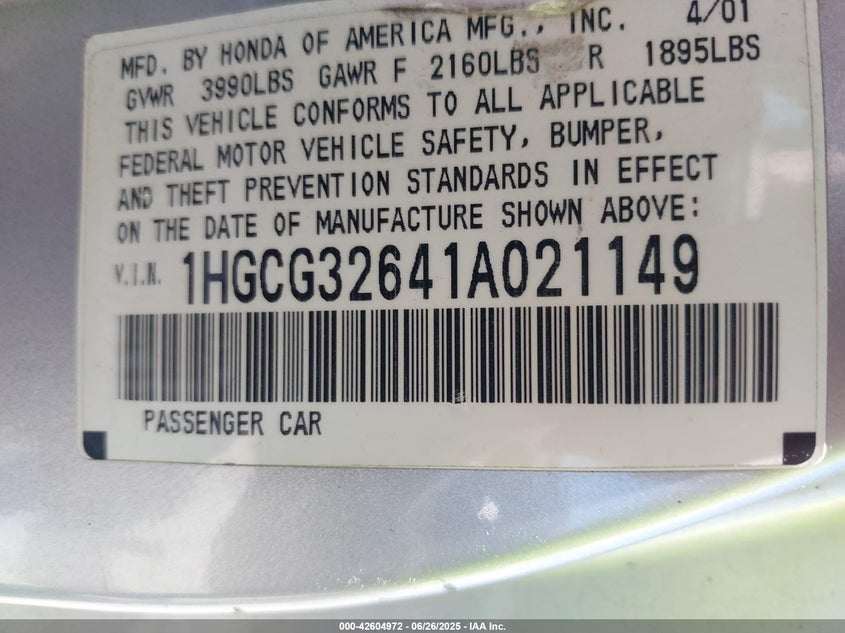 MFD. BY HONDA OF AMERICA MFG., INC. 4/01
GVWR 3990LBS GAWR F 2160LBS R 1895LBS
THIS VEHICLE CONFORMS TO ALL APPLICABLE
FEDERAL MOTOR VEHICLE SAFETY, BUMPER,
AND THEFT PREVENTION STANDARDS IN EFFECT
ON THE DATE OF MANUFACTURE SHOWN ABOVE:
V.I.N. 1HGCG32641A021149
PASSENGER CAR
000-42604972 | 06/26/2025 - IAA Inc.